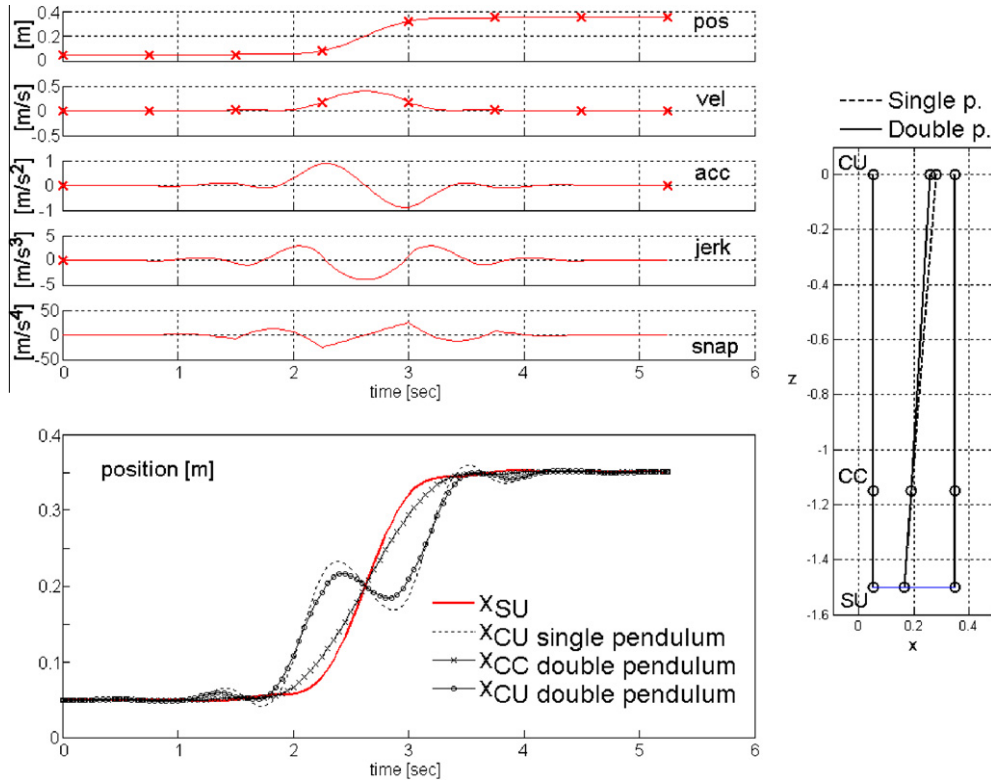 [m]
0.4
0.2
0
pos
[m/s]
0.5
0
-0.5
vel
[m/s²]
1
0
-1
acc
[m/s³]
5
0
-5
jerk
[m/s⁴]
50
0
-50
snap
0 1 2 3 4 5 6
time [sec]
position [m]
0.4
0.3
0.2
0.1
0
xSU
xCU single pendulum
xCC double pendulum
xCU double pendulum
0 1 2 3 4 5 6
time [sec]
Single p.
Double p.
CU
CC
SU
z
0
-0.2
-0.4
-0.6
-0.8
-1
-1.2
-1.4
-1.6
0 0.2 0.4
x